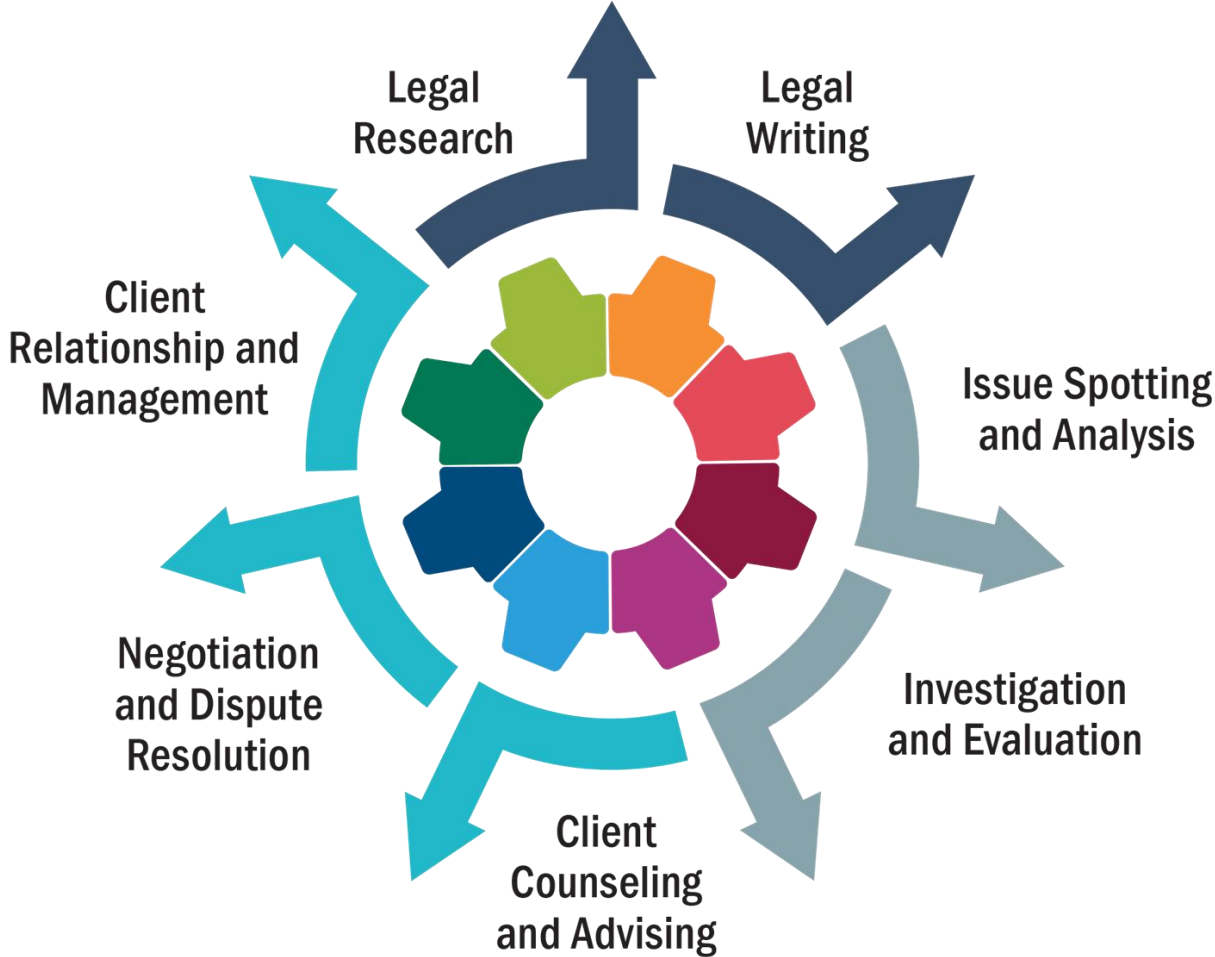 Legal
Research
Legal
Writing
Issue Spotting
and Analysis
Investigation
and Evaluation
Client
Counseling
and Advising
Negotiation
and Dispute
Resolution
Client
Relationship and
Management